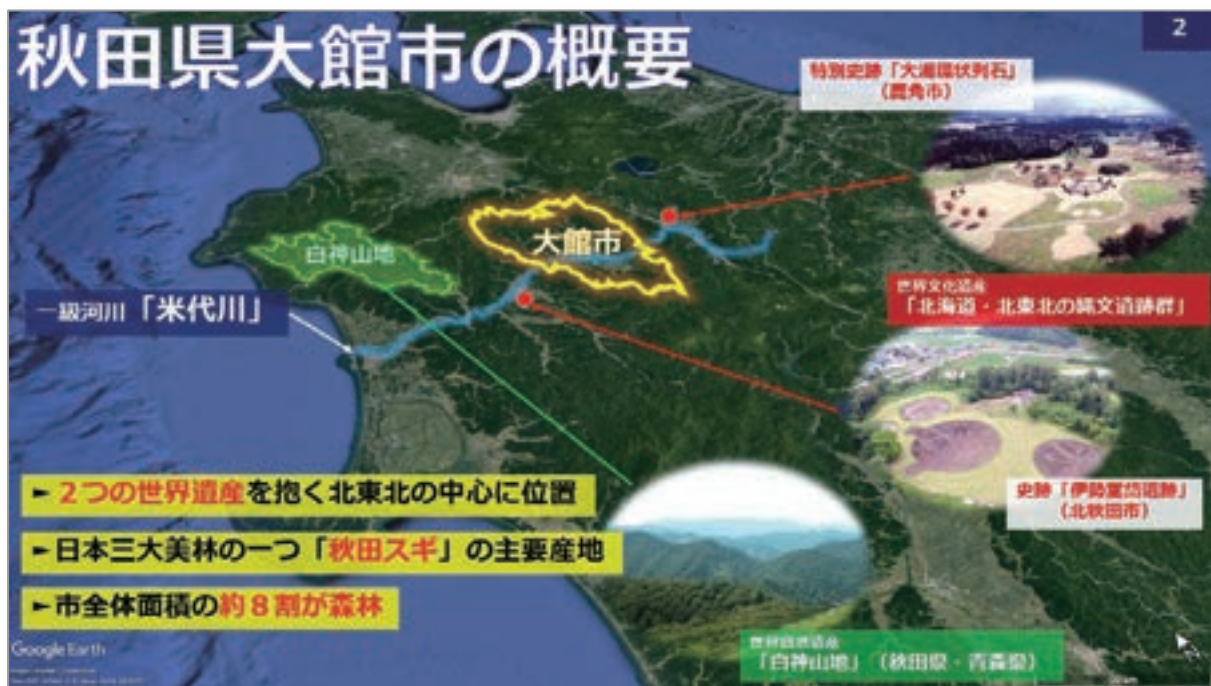 秋田県大館市の概要
2
特別史跡「大湯環状列石」
（鹿角市）
大館市
白神山地
世界文化遺産
「北海道・北東北の縄文遺跡群」
一級河川「米代川」
史跡「伊勢堂岱遺跡」
（北秋田市）
►２つの世界遺産を抱く北東北の中心に位置
►日本三大美林の一つ「秋田スギ」の主要産地
►市全体面積の約８割が森林
世界自然遺産
「白神山地」（秋田県・青森県）
Google Earth